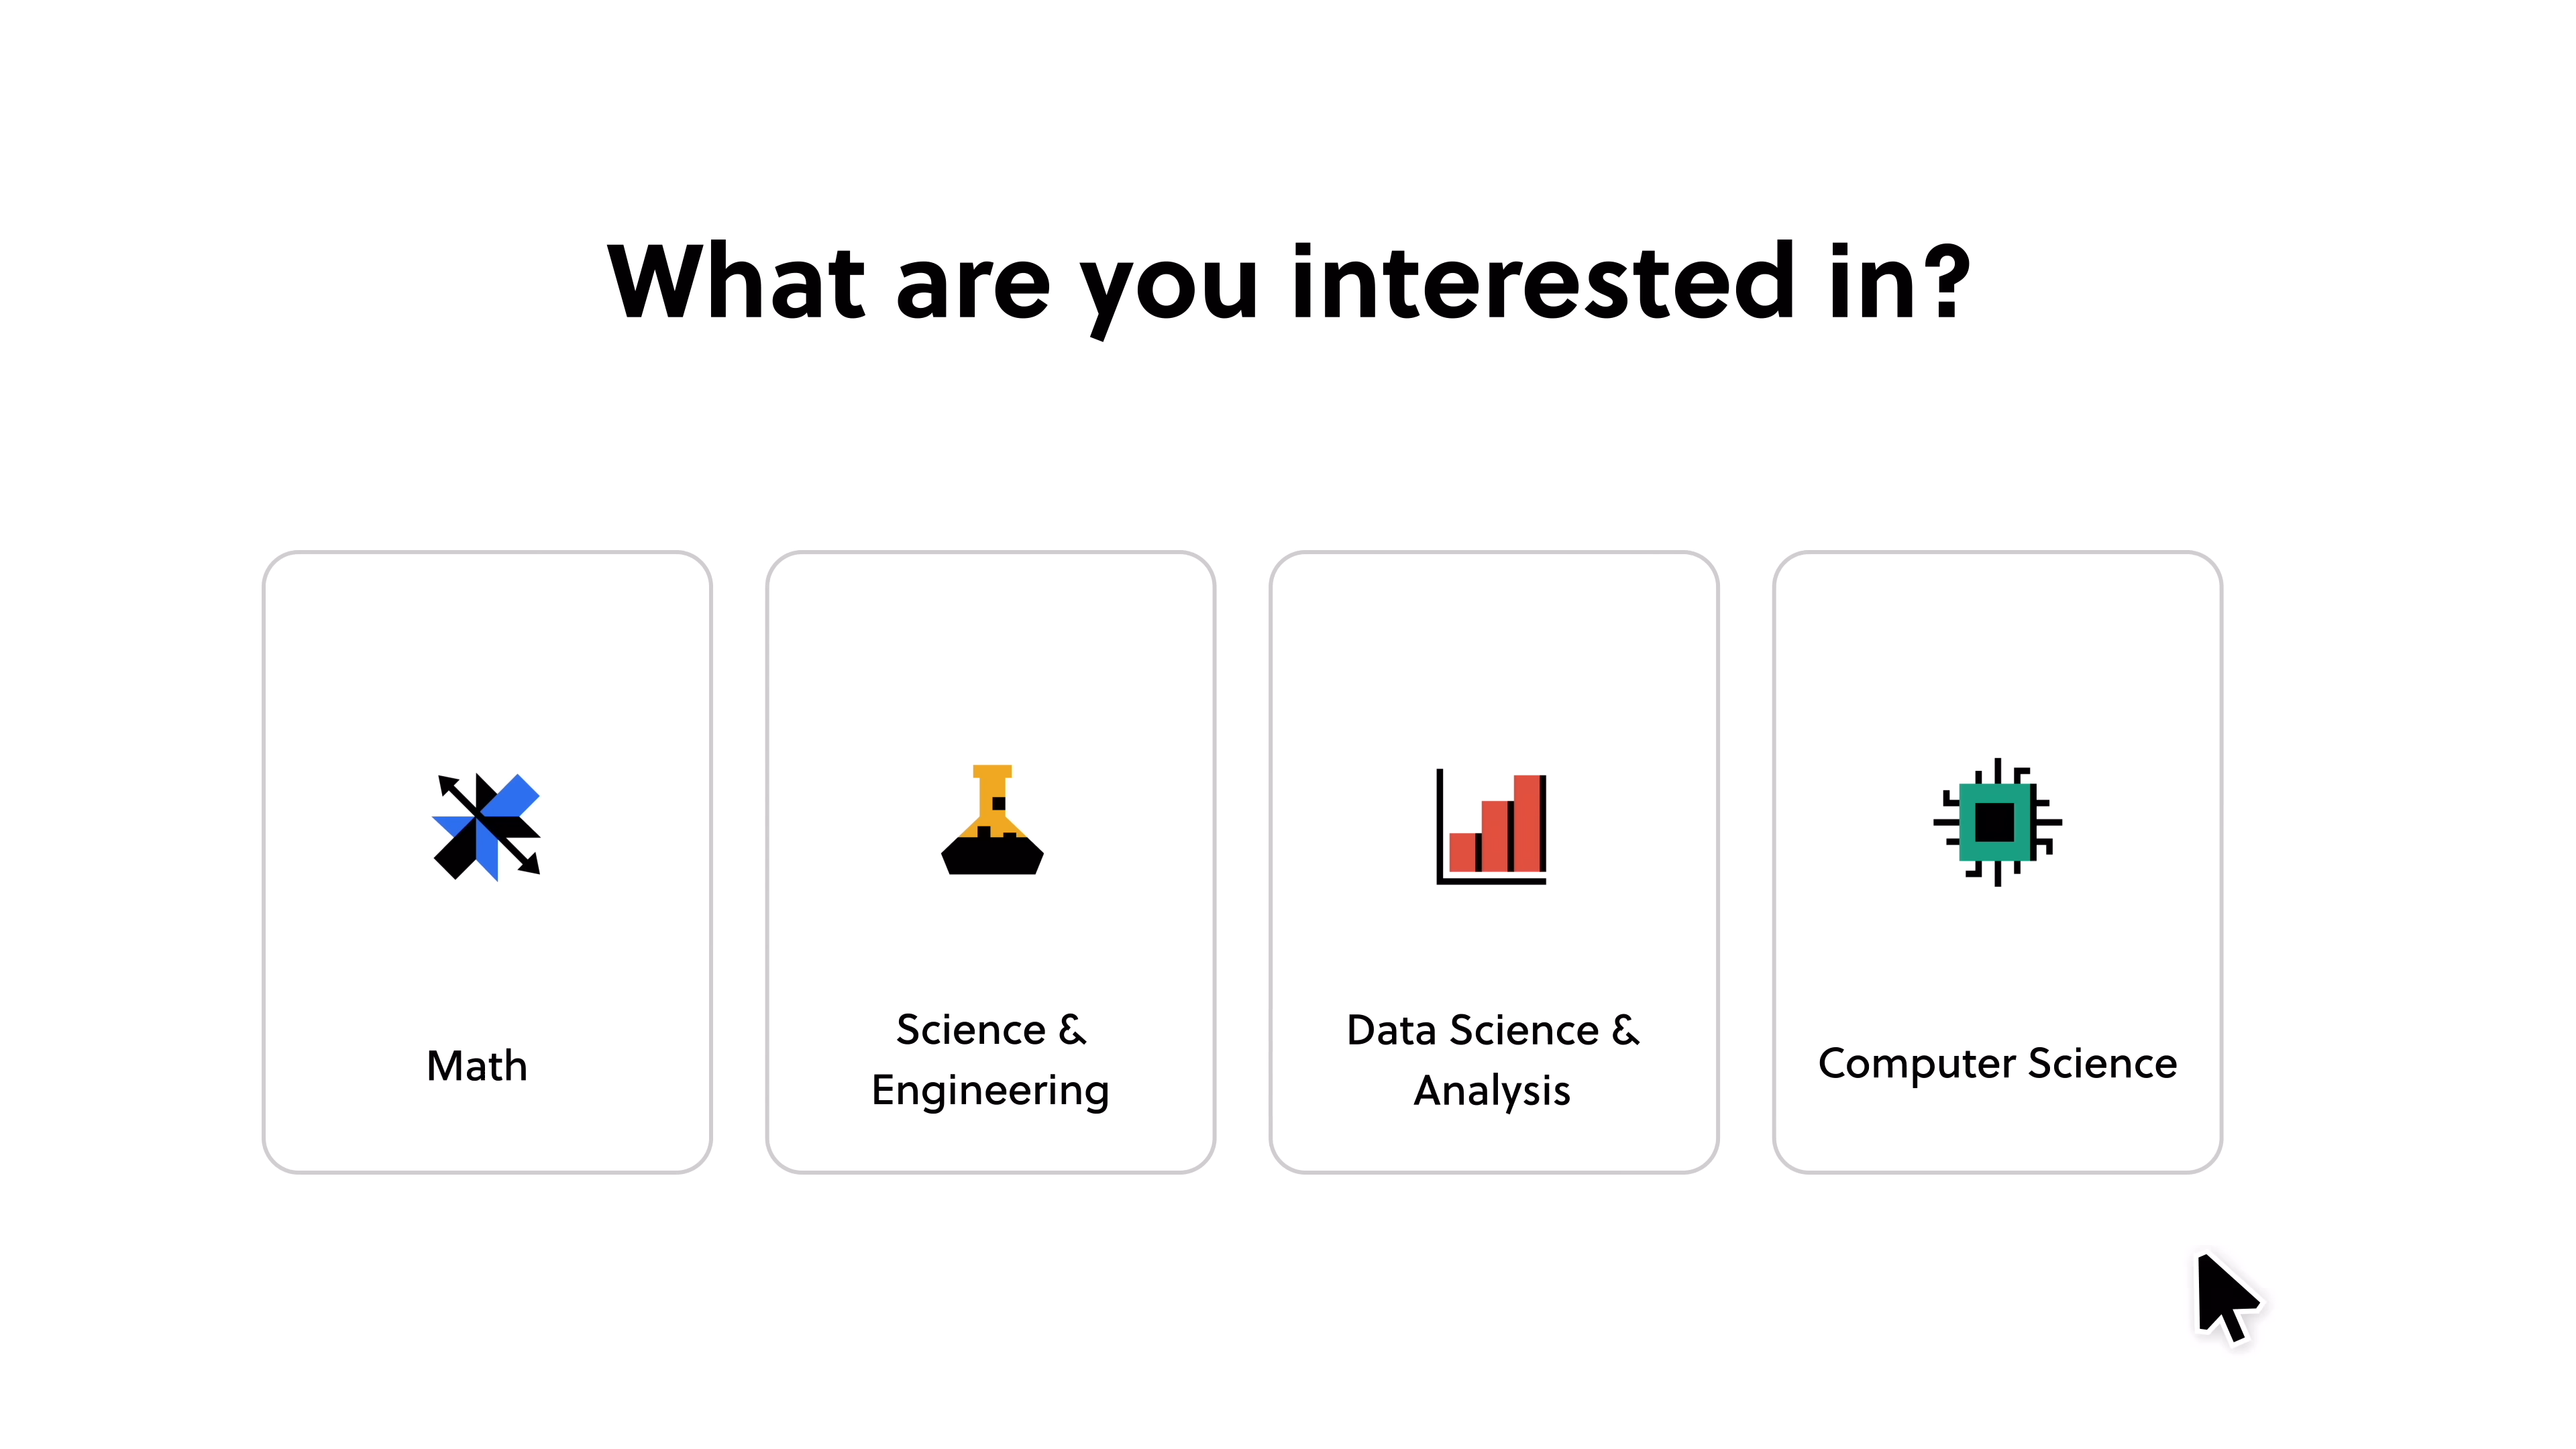 What are you interested in?
Math
Science &
Engineering
Data Science &
Analysis
Computer Science